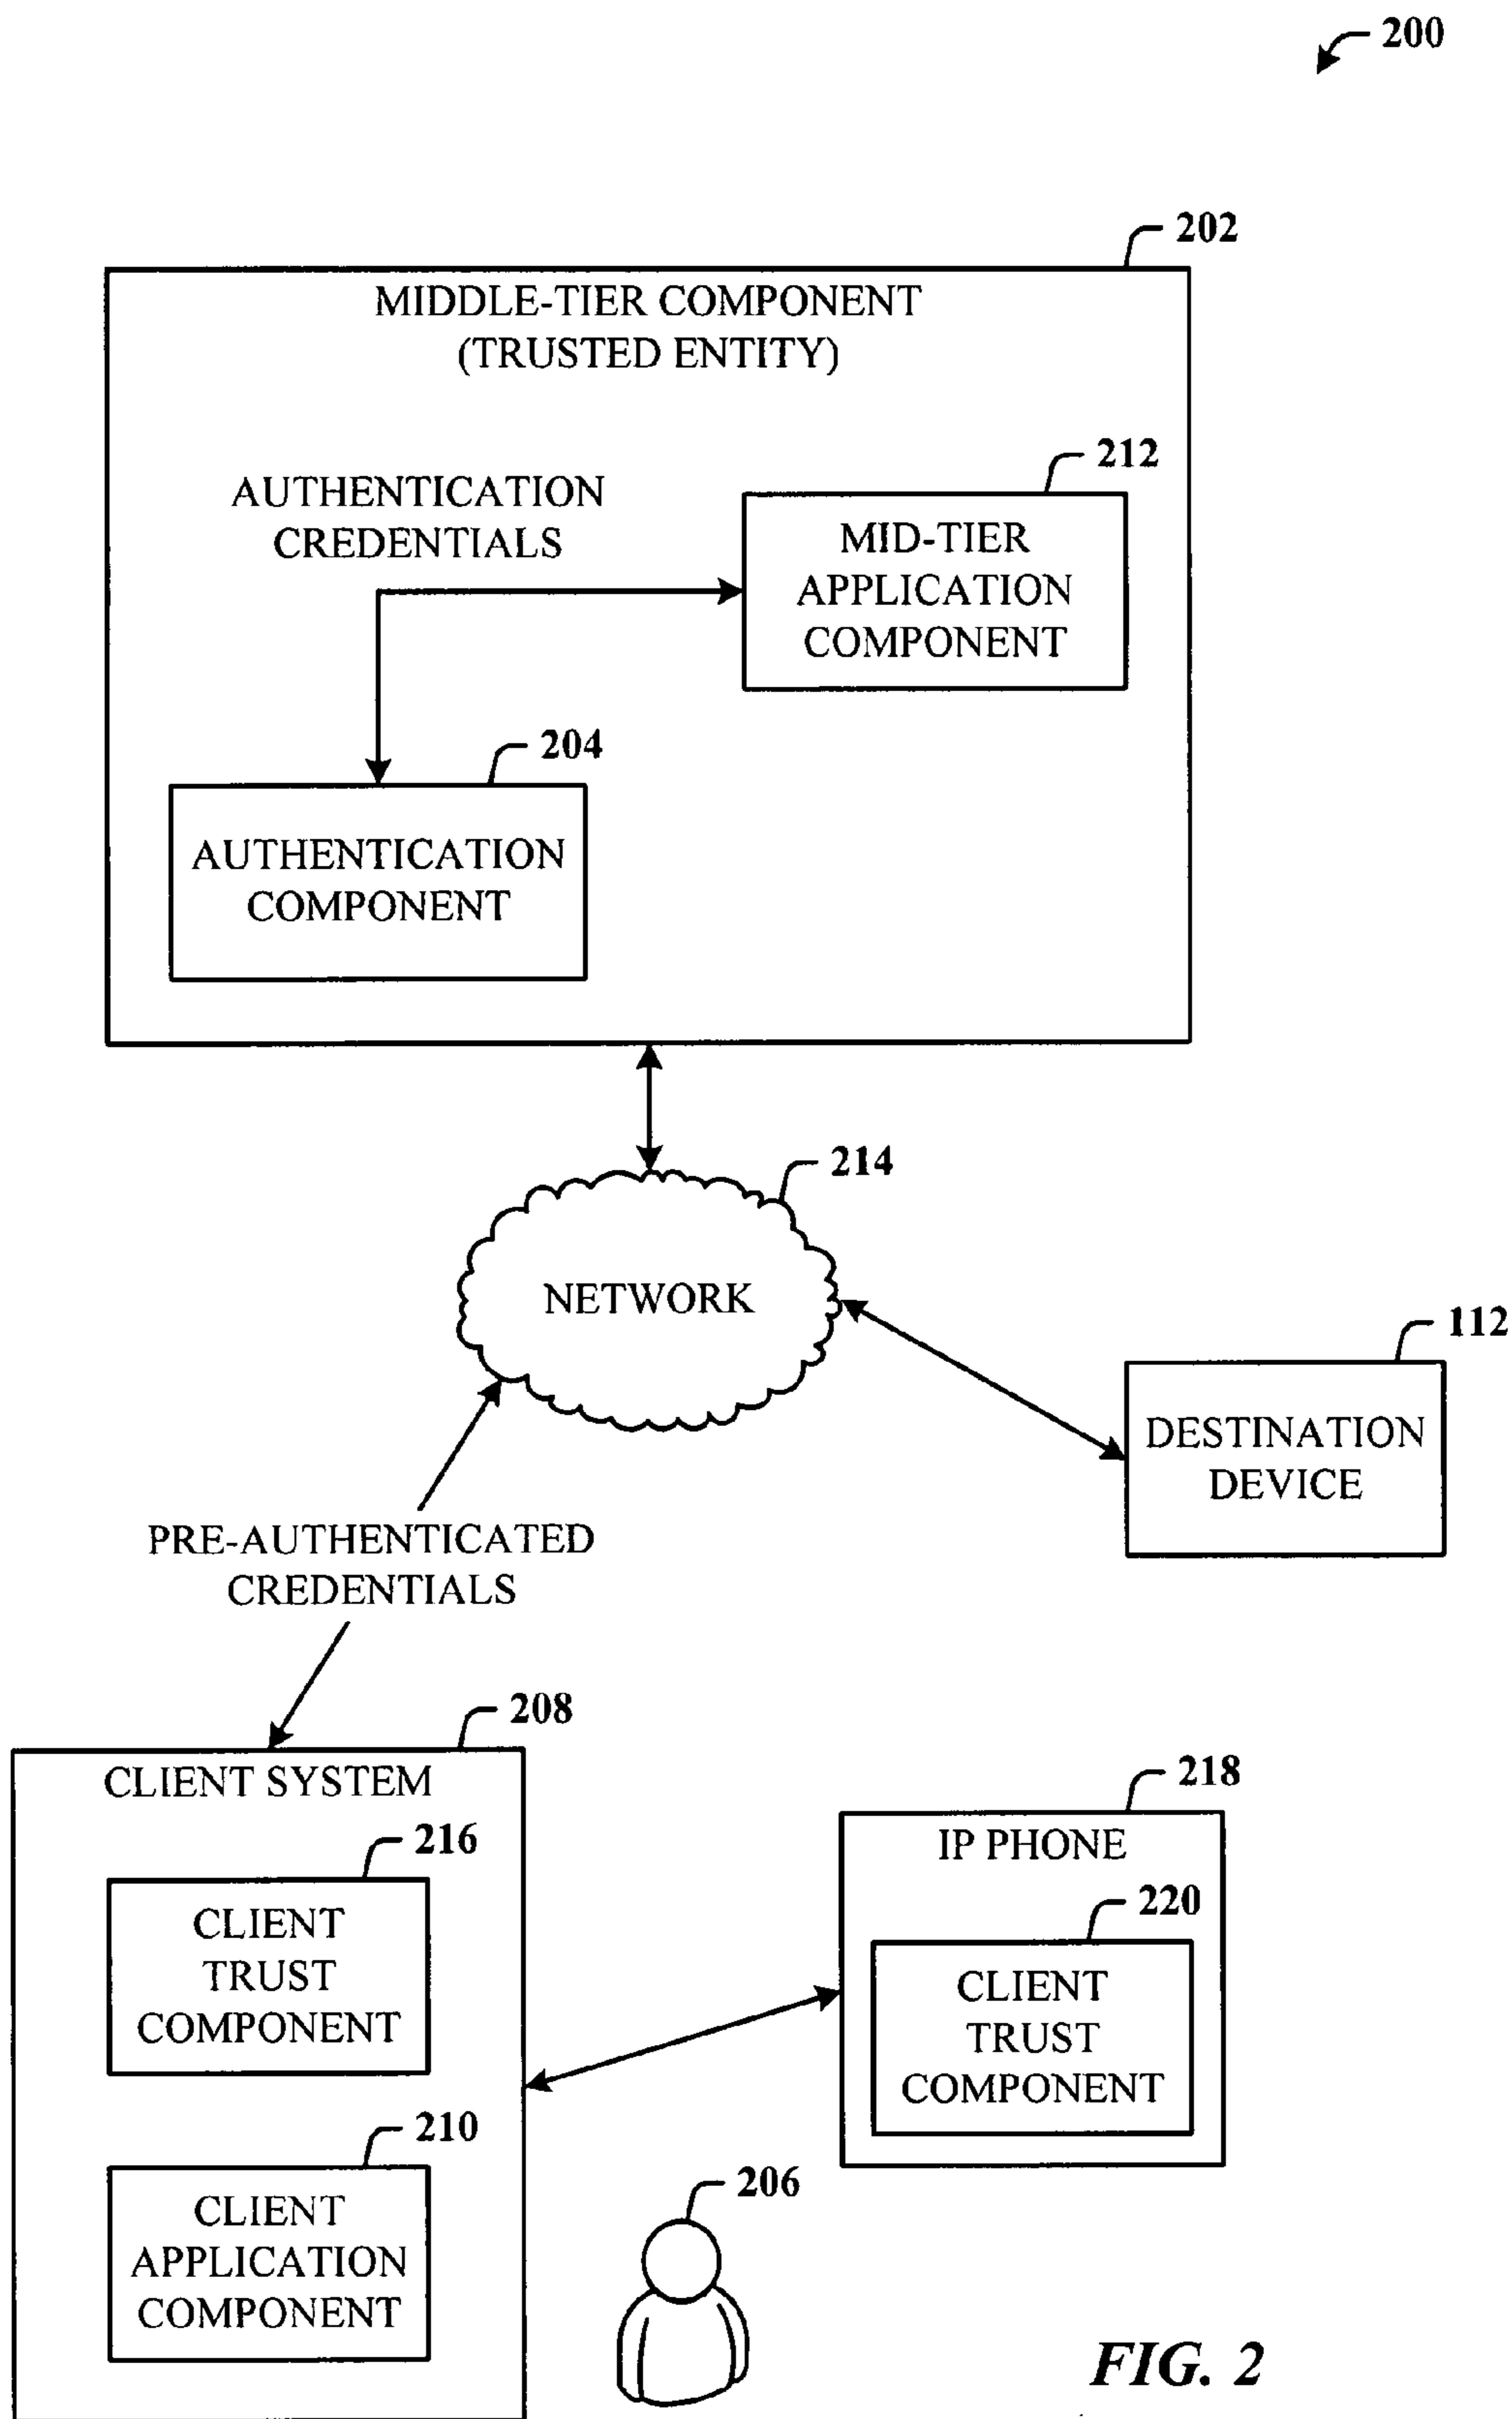 200
202
MIDDLE-TIER COMPONENT
(TRUSTED ENTITY)
212
AUTHENTICATION
CREDENTIALS
MID-TIER
APPLICATION
COMPONENT
204
AUTHENTICATION
COMPONENT
214
NETWORK
112
DESTINATION
DEVICE
PRE-AUTHENTICATED
CREDENTIALS
208
CLIENT SYSTEM
216
CLIENT
TRUST
COMPONENT
210
CLIENT
APPLICATION
COMPONENT
218
IP PHONE
220
CLIENT
TRUST
COMPONENT
206
FIG. 2